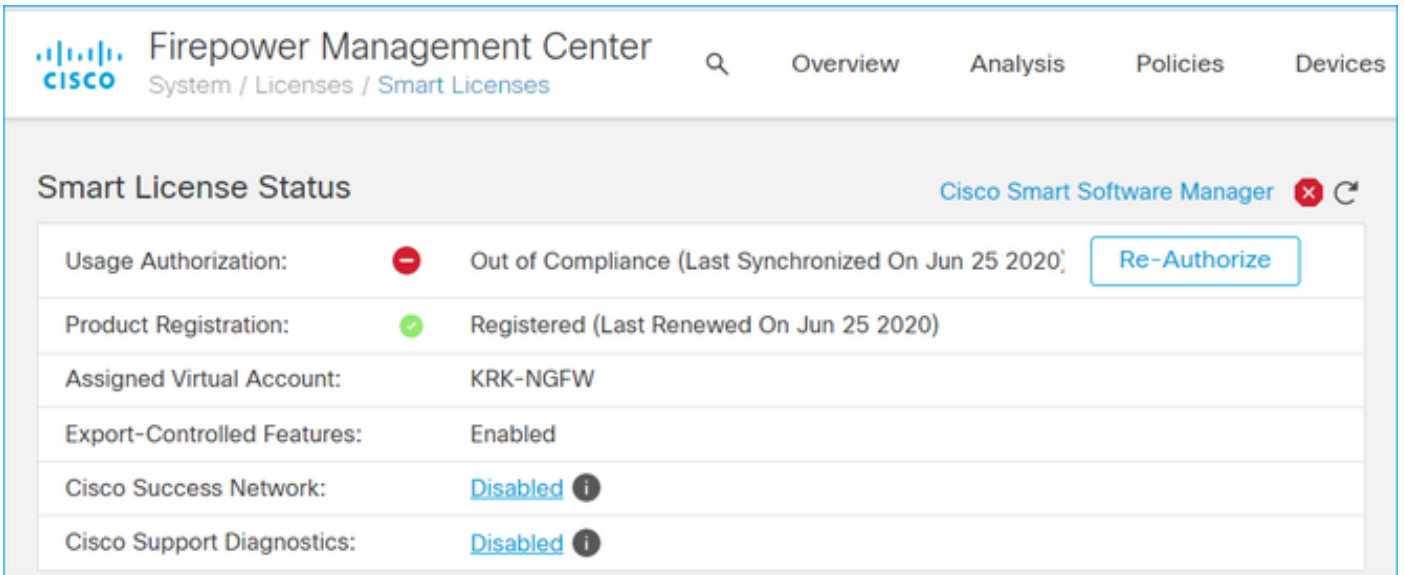 CISCO
Firepower Management Center
System / Licenses / Smart Licenses
Overview
Analysis
Policies
Devices
Smart License Status
Cisco Smart Software Manager
Usage Authorization:
Out of Compliance (Last Synchronized On Jun 25 2020)
Re-Authorize
Product Registration:
Registered (Last Renewed On Jun 25 2020)
Assigned Virtual Account:
KRK-NGFW
Export-Controlled Features:
Enabled
Cisco Success Network:
Disabled
Cisco Support Diagnostics:
Disabled